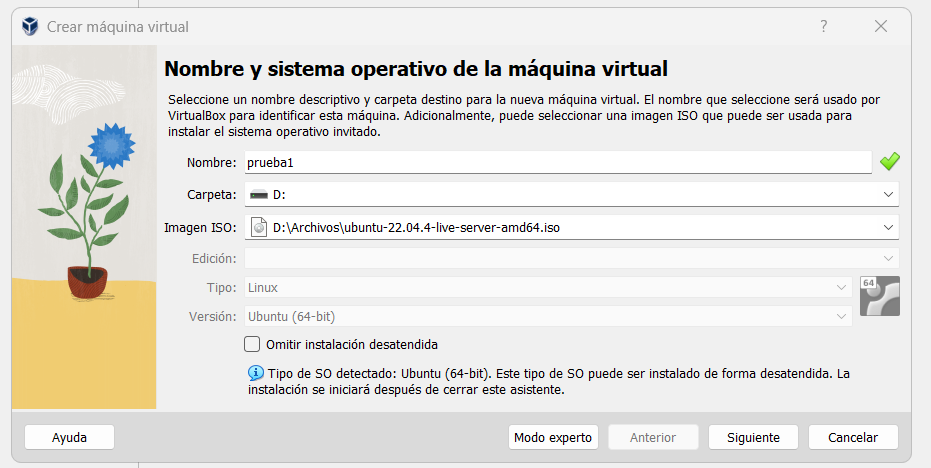 Crear máquina virtual
?
Nombre y sistema operativo de la máquina virtual
Seleccione un nombre descriptivo y carpeta destino para la nueva máquina virtual. El nombre que seleccione será usado por
VirtualBox para identificar esta máquina. Adicionalmente, puede seleccionar una imagen ISO que puede ser usada para
instalar el sistema operativo invitado.
Nombre: prueba1
Carpeta: D:
Imagen ISO: D:\Archivos\ubuntu-22.04.4-live-server-amd64.iso
Edición:
Tipo: Linux
64
Versión: Ubuntu (64-bit)
Omitir instalación desatendida
Tipo de SO detectado: Ubuntu (64-bit). Este tipo de SO puede ser instalado de forma desatendida. La
instalación se iniciará después de cerrar este asistente.
Ayuda Modo experto Anterior Siguiente Cancelar